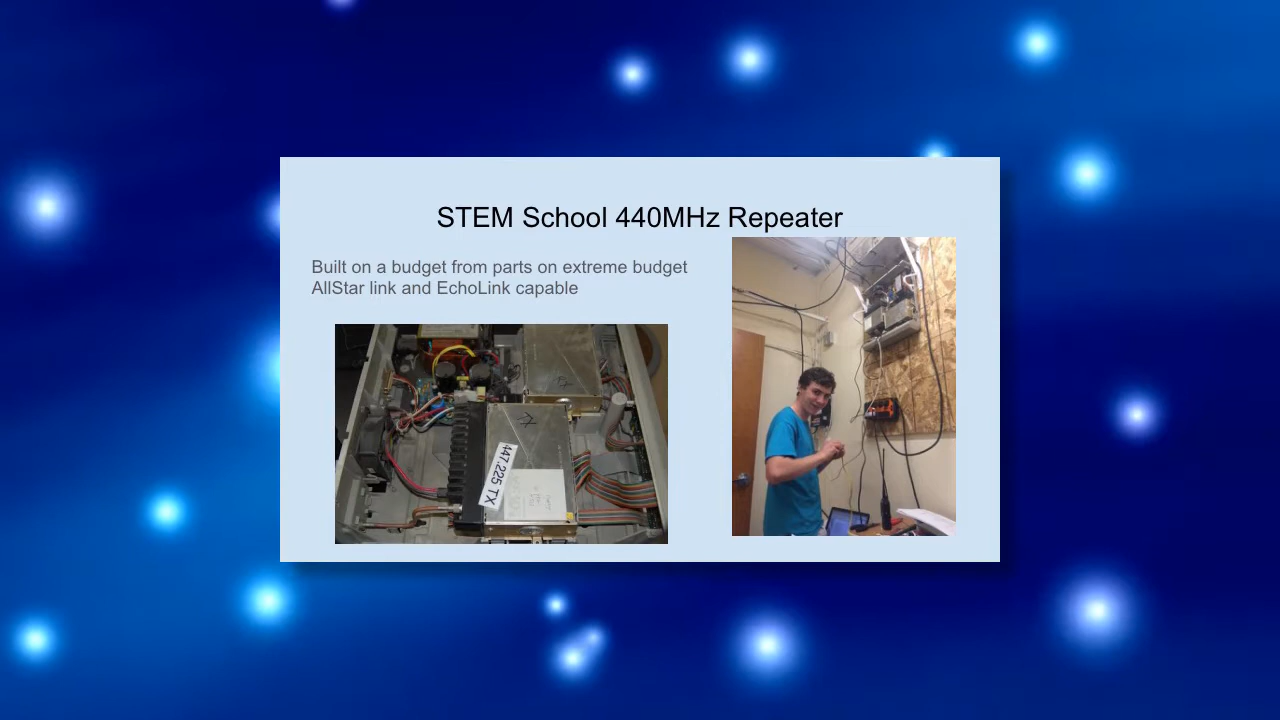 STEM School 440MHz Repeater
Built on a budget from parts on extreme budget
AllStar link and EchoLink capable
447.225 TX